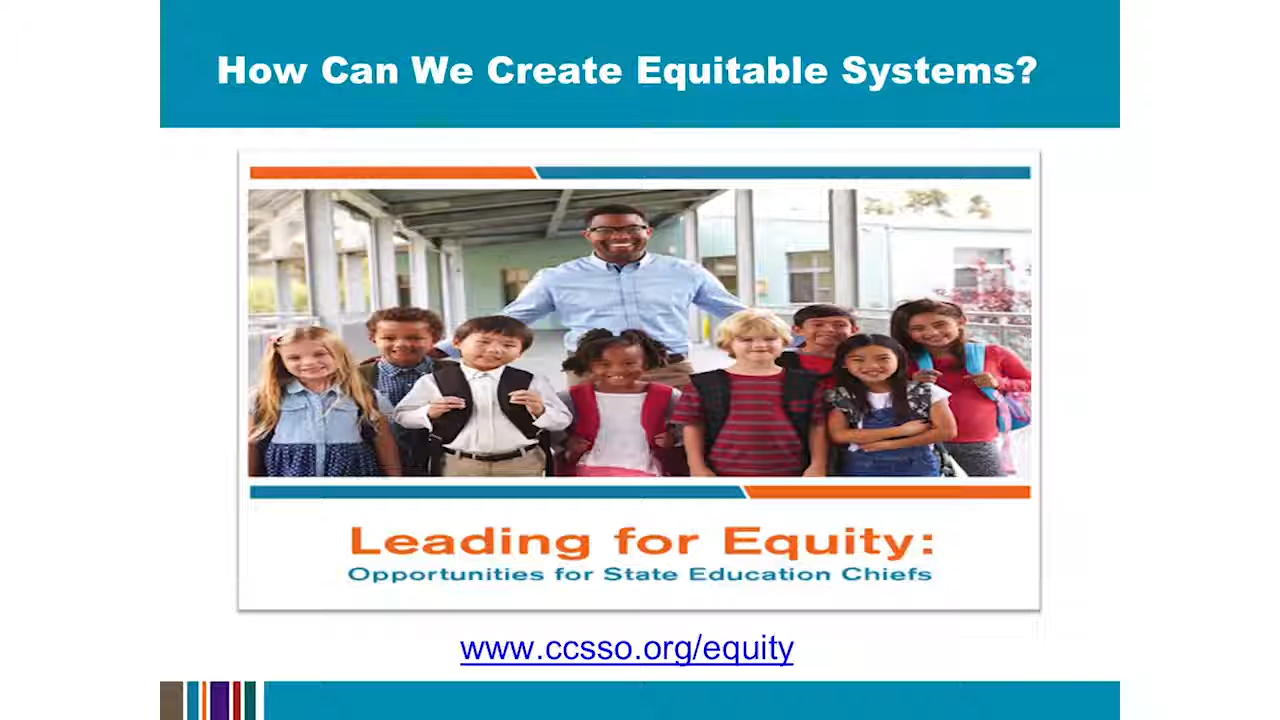 How Can We Create Equitable Systems?
Leading for Equity:
Opportunities for State Education Chiefs
www.ccsso.org/equity